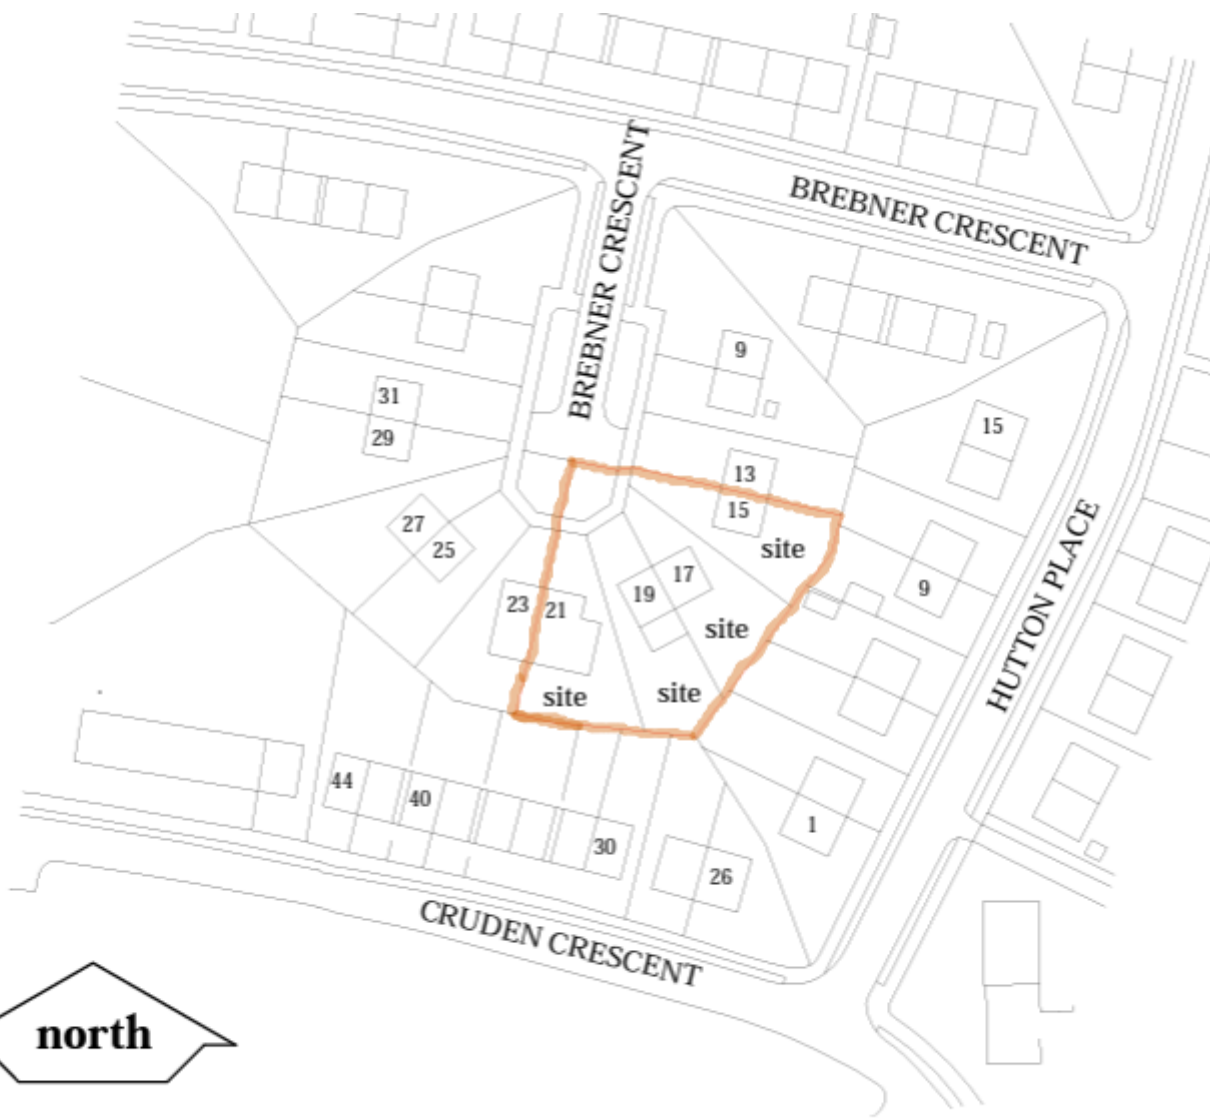 BREBNER CRESCENT
BREBNER CRESCENT
9
31
29
15
13
15
27
25
site
17
19
9
23
21
site
HUTTON PLACE
site
site
44
40
1
30
26
CRUDEN CRESCENT
north